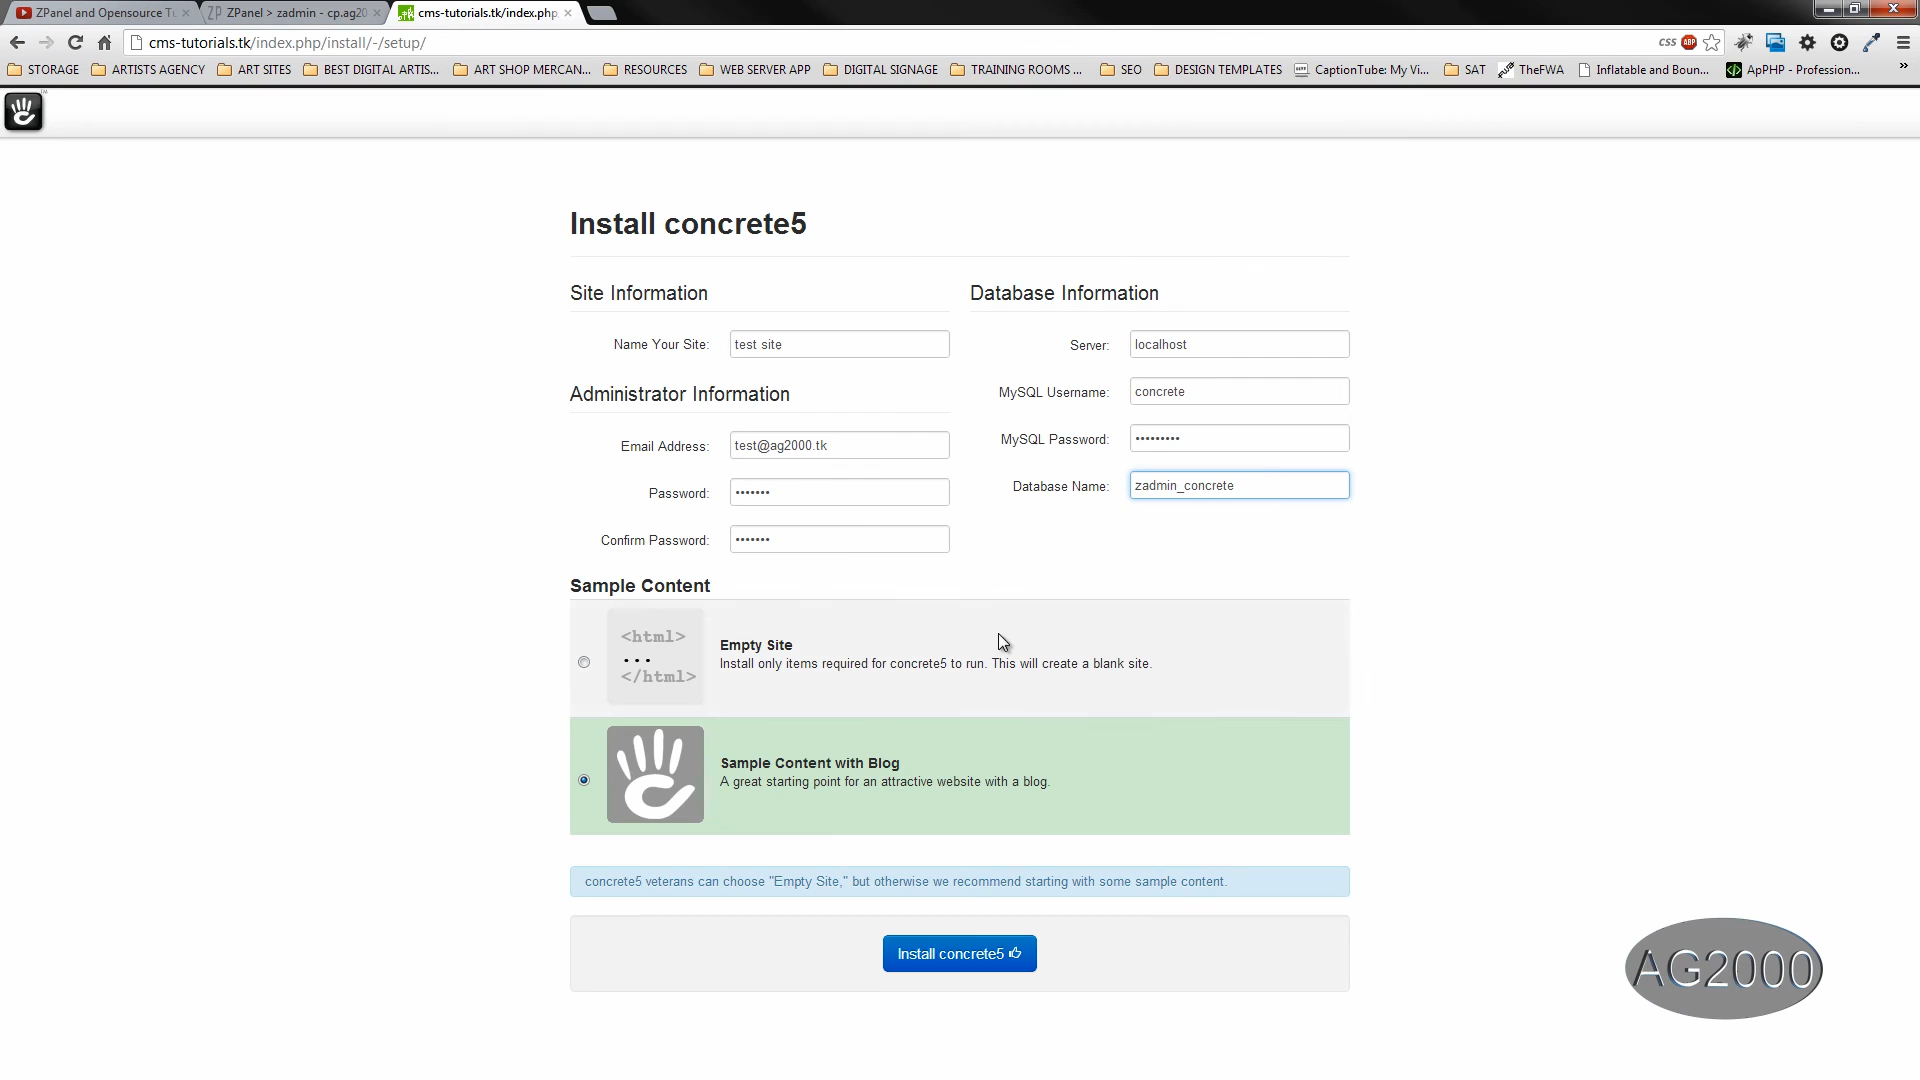 ZPanel and Opensource Tu
ZPanel > zadmin - cp.ag20
cms-tutorials.tk/index.php
cms-tutorials.tk/index.php/install/-/setup/
css
ABP
STORAGE
ARTISTS AGENCY
ART SITES
BEST DIGITAL ARTIS...
ART SHOP MERCAN...
RESOURCES
WEB SERVER APP
DIGITAL SIGNAGE
TRAINING ROOMS ...
SEO
DESIGN TEMPLATES
CaptionTube: My Vi...
SAT
TheFWA
Inflatable and Boun...
ApPHP - Profession...
Install concrete5
Site Information
Name Your Site: test site
Administrator Information
Email Address: test@ag2000.tk
Password: •••••••
Confirm Password: •••••••
Database Information
Server: localhost
MySQL Username: concrete
MySQL Password: •••••••••
Database Name: zadmin_concrete
Sample Content
<html>
...
</html>
Empty Site
Install only items required for concrete5 to run. This will create a blank site.
Sample Content with Blog
A great starting point for an attractive website with a blog.
concrete5 veterans can choose "Empty Site," but otherwise we recommend starting with some sample content.
Install concrete5
AG2000